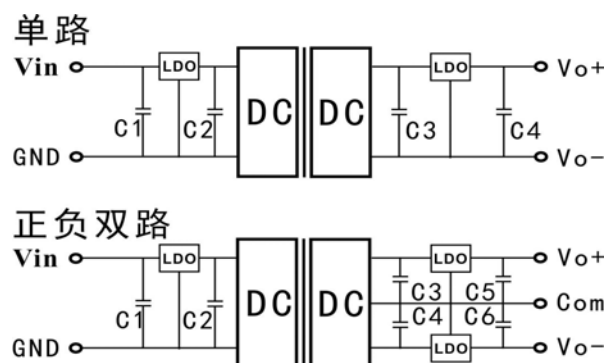 单路
Vin LDO LDO Vo+
C1 C2 DC DC C3 C4
GND Vo-
正负双路
Vin LDO LDO Vo+
C1 C2 DC DC C3 C5 Com
C4 C6
GND LDO Vo-